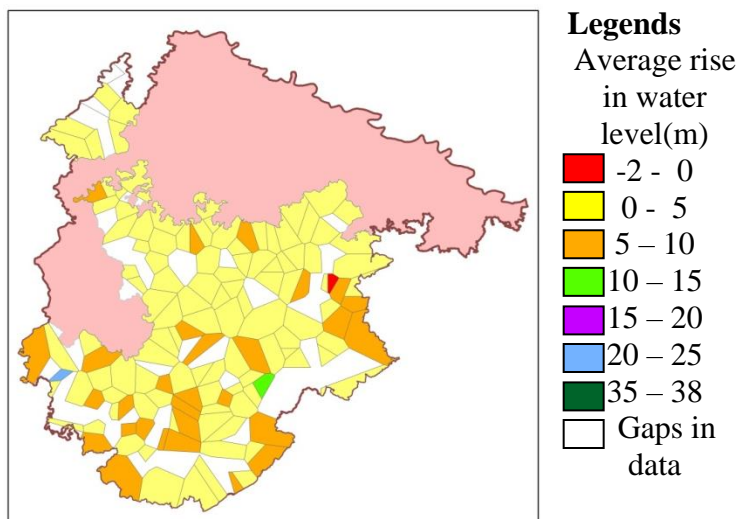 Legends
Average rise
in water
level(m)
-2 - 0
0 - 5
5 – 10
10 – 15
15 – 20
20 – 25
35 – 38
Gaps in
data